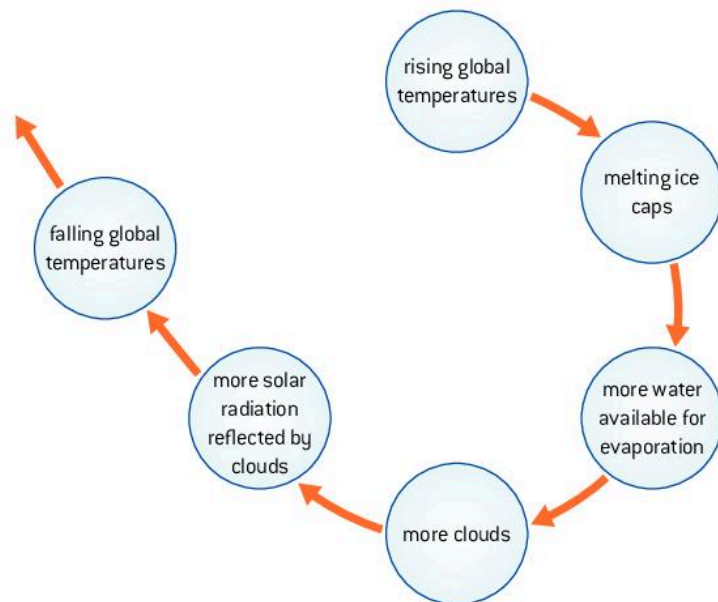 rising global
temperatures
melting ice
caps
more water
available for
evaporation
more clouds
more solar
radiation
reflected by
clouds
falling global
temperatures